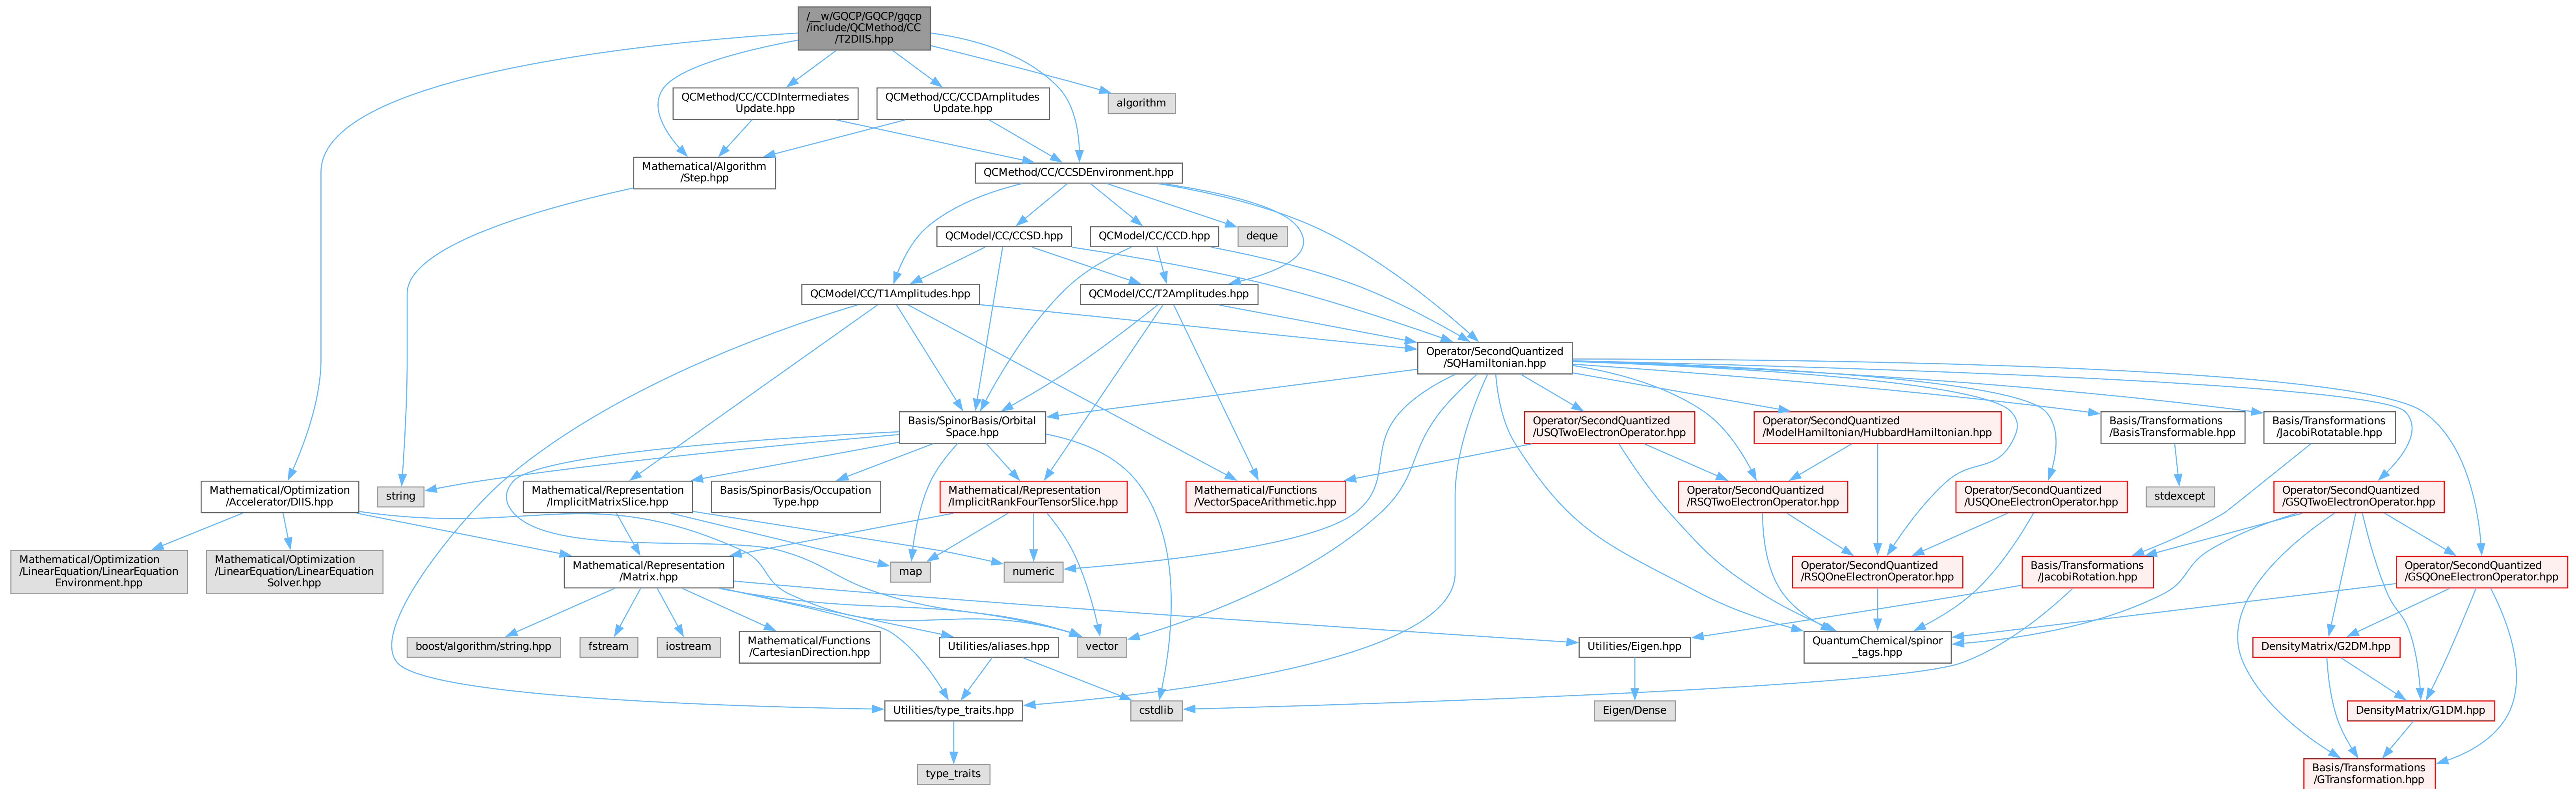 /__w/GQCP/GQCP/gqcp
/include/QCMethod/CC
/T2DIIS.hpp
QCMethod/CC/CCDIntermediates
Update.hpp
QCMethod/CC/CCDAmplitudes
Update.hpp
algorithm
Mathematical/Algorithm
/Step.hpp
QCMethod/CC/CCSDEnvironment.hpp
QCModel/CC/CCSD.hpp
QCModel/CC/CCD.hpp
deque
QCModel/CC/T1Amplitudes.hpp
QCModel/CC/T2Amplitudes.hpp
Operator/SecondQuantized
/SQHamiltonian.hpp
Basis/SpinorBasis/Orbital
Space.hpp
Operator/SecondQuantized
/USQTwoElectronOperator.hpp
Operator/SecondQuantized
/ModelHamiltonian/HubbardHamiltonian.hpp
Basis/Transformations
/BasisTransformable.hpp
Basis/Transformations
/JacobiRotatable.hpp
Mathematical/Optimization
/Accelerator/DIIS.hpp
string
Mathematical/Representation
/ImplicitMatrixSlice.hpp
Basis/SpinorBasis/Occupation
Type.hpp
Mathematical/Representation
/ImplicitRankFourTensorSlice.hpp
Mathematical/Functions
/VectorSpaceArithmetic.hpp
Operator/SecondQuantized
/RSQTwoElectronOperator.hpp
Operator/SecondQuantized
/USQOneElectronOperator.hpp
stdexcept
Operator/SecondQuantized
/GSQTwoElectronOperator.hpp
Mathematical/Optimization
/LinearEquation/LinearEquation
Environment.hpp
Mathematical/Optimization
/LinearEquation/LinearEquation
Solver.hpp
Mathematical/Representation
/Matrix.hpp
map
numeric
Operator/SecondQuantized
/RSQOneElectronOperator.hpp
Basis/Transformations
/JacobiRotation.hpp
Operator/SecondQuantized
/GSQOneElectronOperator.hpp
boost/algorithm/string.hpp
fstream
iostream
Mathematical/Functions
/CartesianDirection.hpp
Utilities/aliases.hpp
vector
Utilities/Eigen.hpp
QuantumChemical/spinor
_tags.hpp
DensityMatrix/G2DM.hpp
Utilities/type_traits.hpp
cstdlib
Eigen/Dense
DensityMatrix/G1DM.hpp
type_traits
Basis/Transformations
/GTransformation.hpp